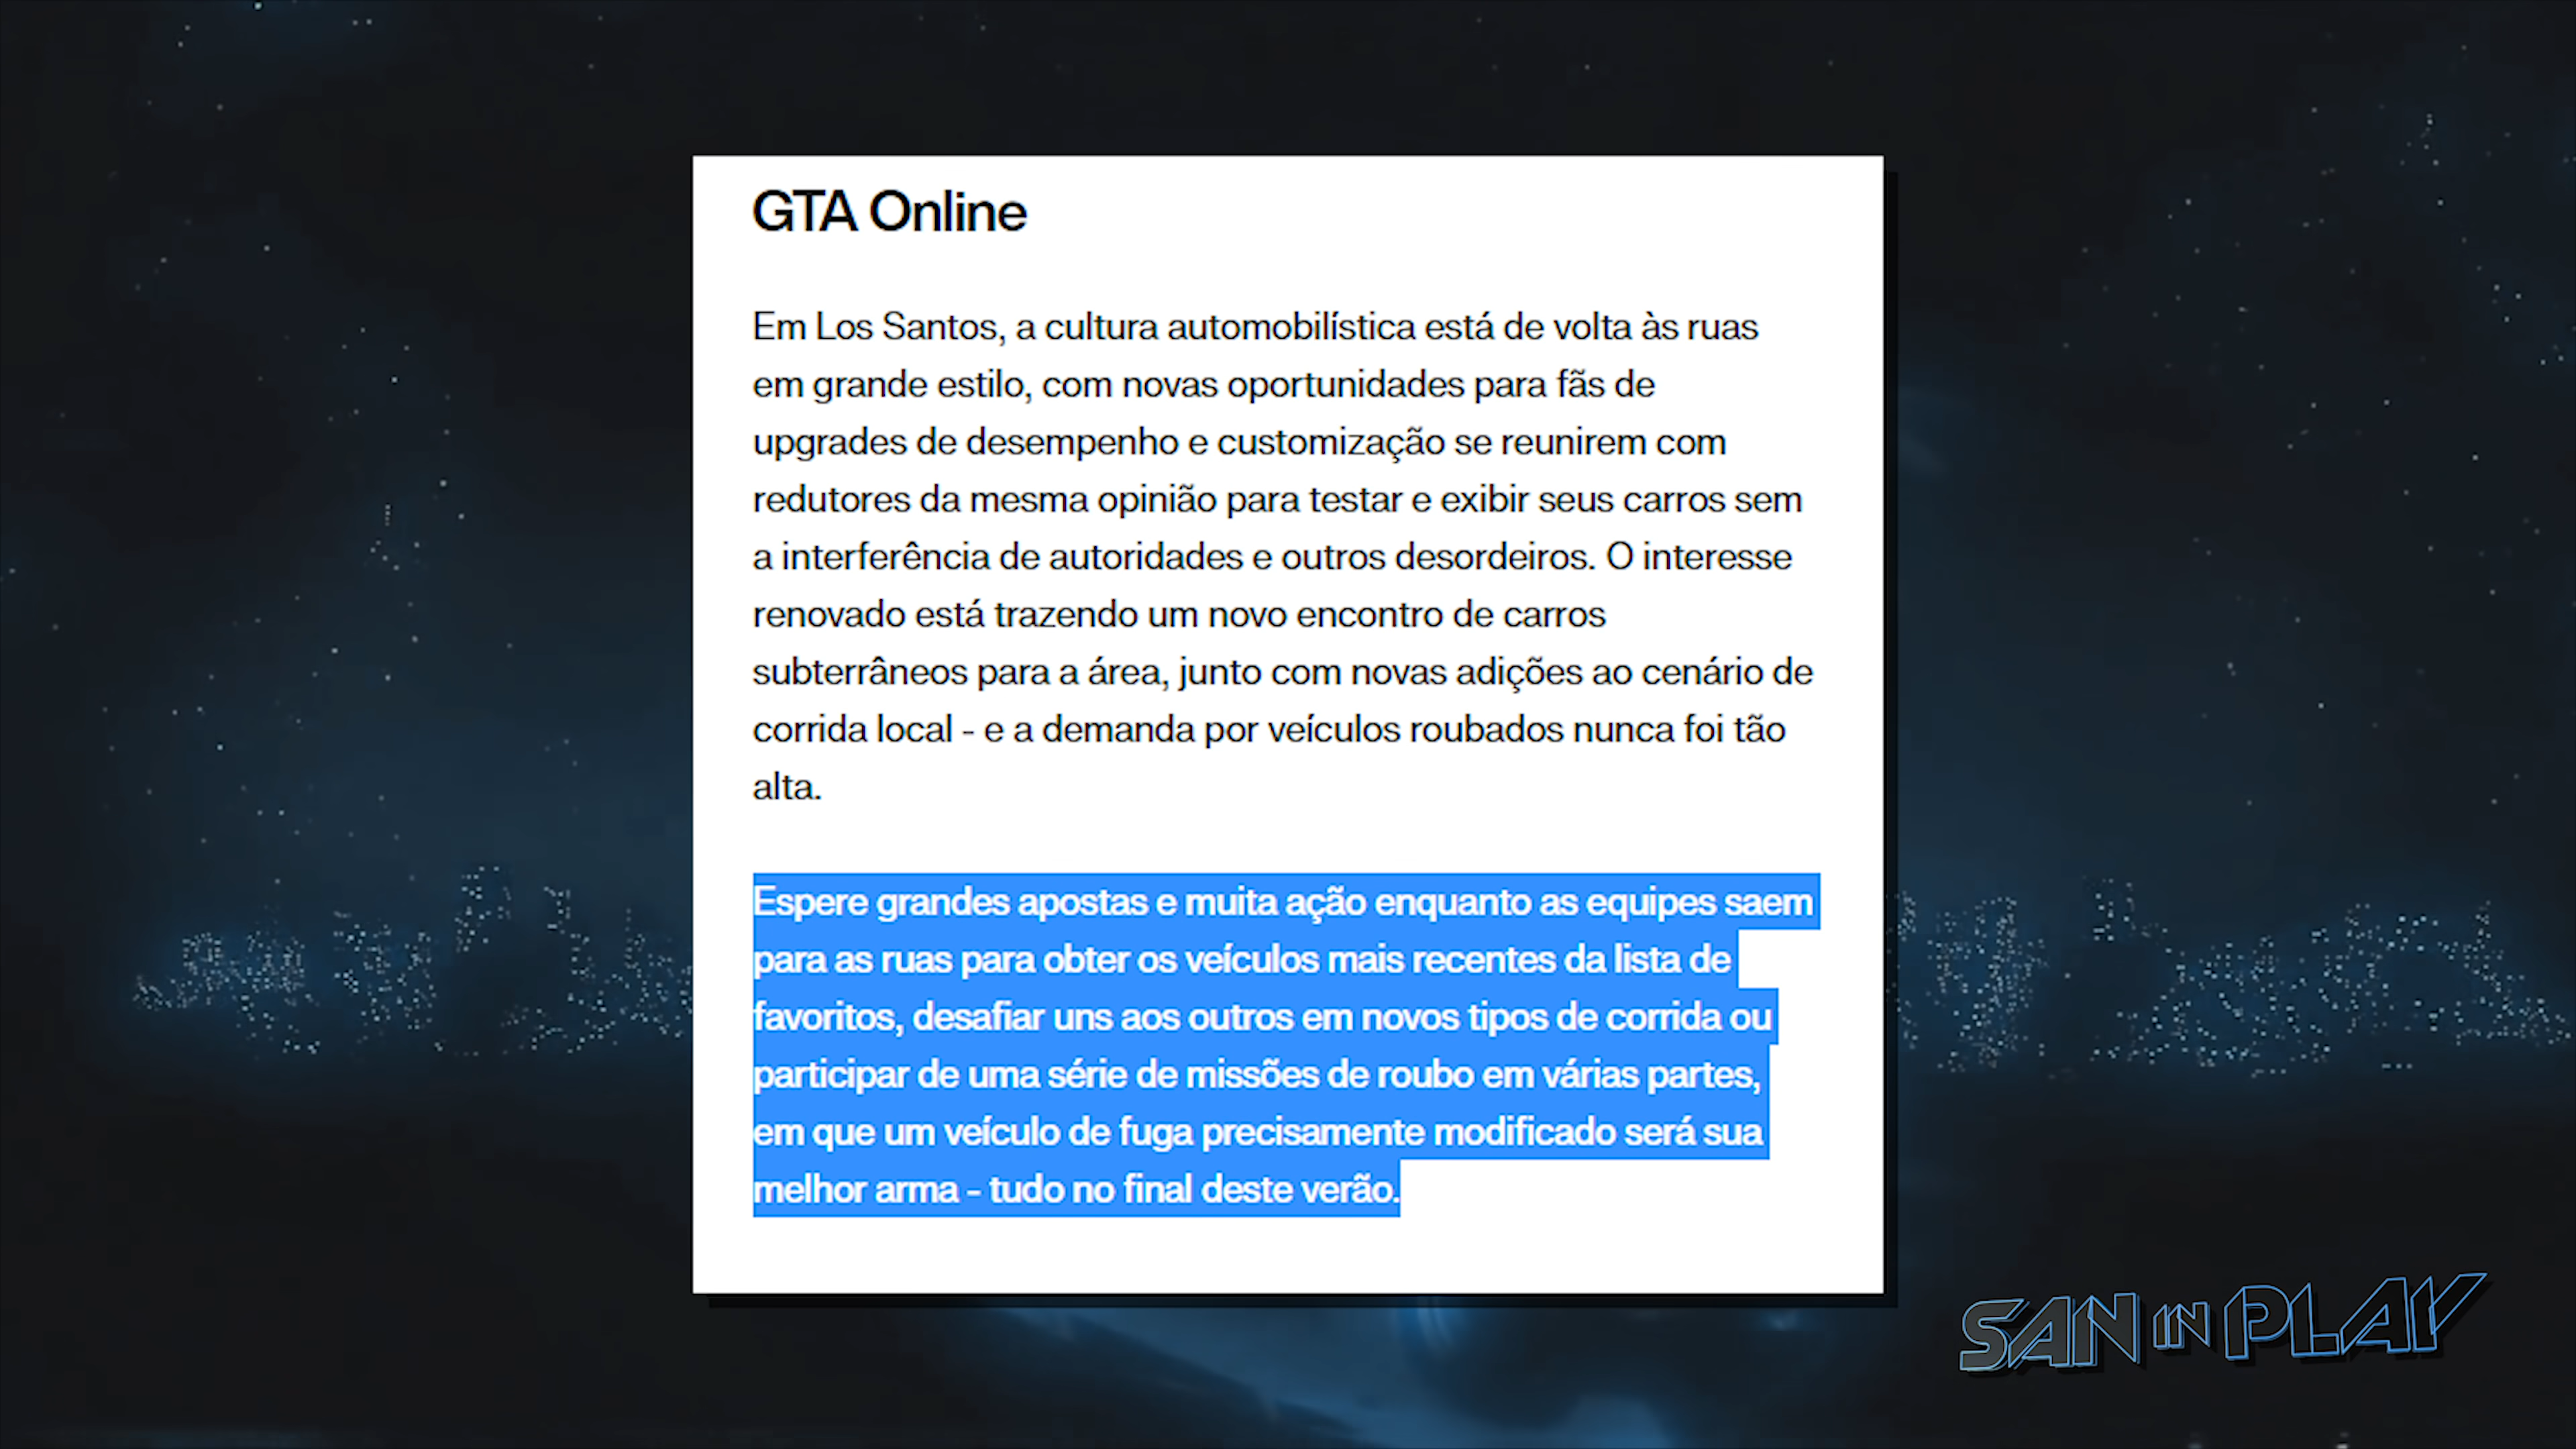 GTA Online
Em Los Santos, a cultura automobilística está de volta às ruas
em grande estilo, com novas oportunidades para fãs de
upgrades de desempenho e customização se reunirem com
redutores da mesma opinião para testar e exibir seus carros sem
a interferência de autoridades e outros desordeiros. O interesse
renovado está trazendo um novo encontro de carros
subterrâneos para a área, junto com novas adições ao cenário de
corrida local - e a demanda por veículos roubados nunca foi tão
alta.
Espere grandes apostas e muita ação enquanto as equipes saem
para as ruas para obter os veículos mais recentes da lista de
favoritos, desafiar uns aos outros em novos tipos de corrida ou
participar de uma série de missões de roubo em várias partes,
em que um veículo de fuga precisamente modificado será sua
melhor arma - tudo no final deste verão.
SAN IN PLAY